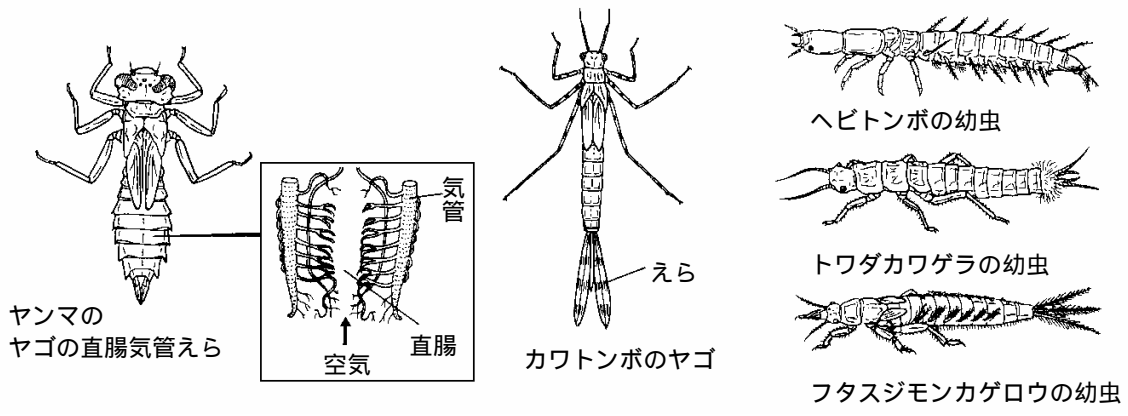 ヤンマの
ヤゴの直腸気管えら
気管
直腸
空気
えら
カワトンボのヤゴ
ヘビトンボの幼虫
トワダカワゲラの幼虫
フタスジモンカゲロウの幼虫